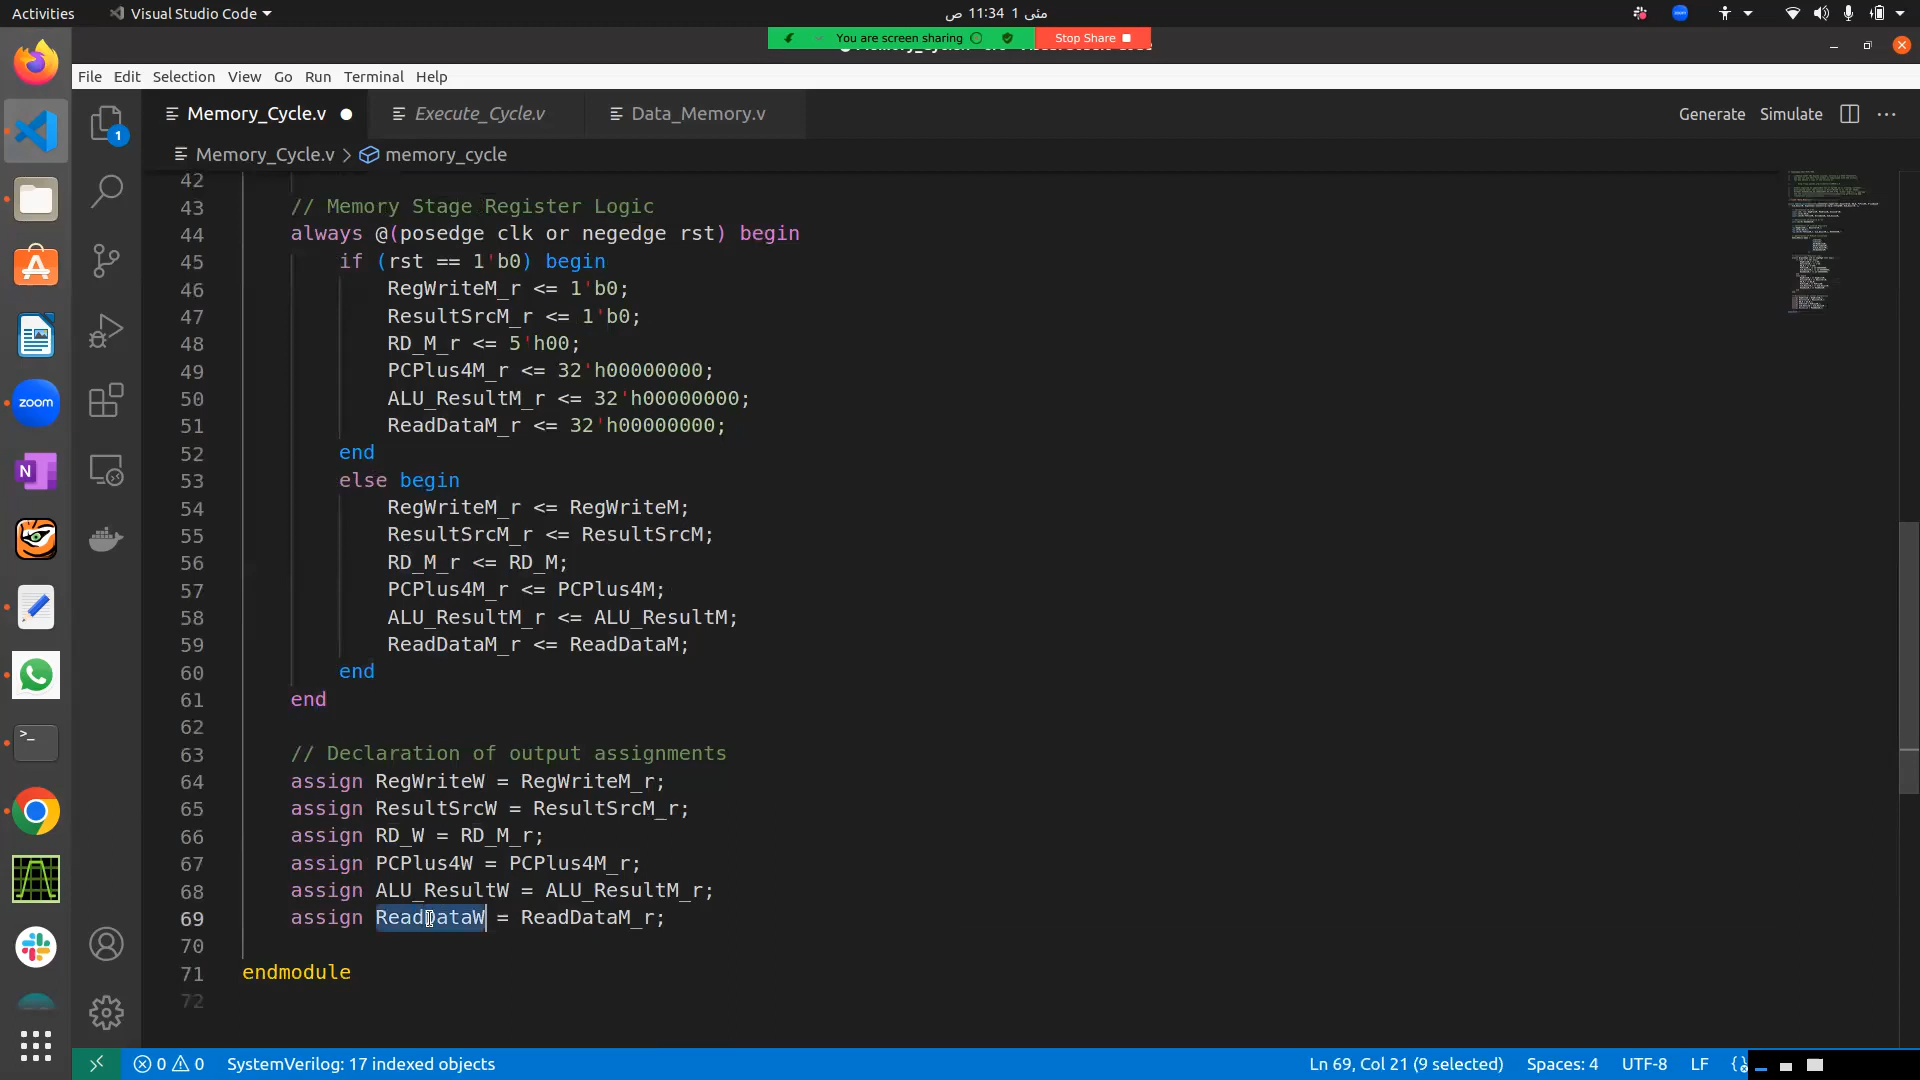 Activities
Visual Studio Code
ص 11:34 1 مئی
You are screen sharing
Stop Share
File Edit Selection View Go Run Terminal Help
Memory_Cycle.v
Execute_Cycle.v
Data_Memory.v
Generate
Simulate
Memory_Cycle.v > memory_cycle
1
zoom
42
43 // Memory Stage Register Logic
44 always @(posedge clk or negedge rst) begin
45 if (rst == 1'b0) begin
46 RegWriteM_r <= 1'b0;
47 ResultSrcM_r <= 1'b0;
48 RD_M_r <= 5'h00;
49 PCPlus4M_r <= 32'h00000000;
50 ALU_ResultM_r <= 32'h00000000;
51 ReadDataM_r <= 32'h00000000;
52 end
53 else begin
54 RegWriteM_r <= RegWriteM;
55 ResultSrcM_r <= ResultSrcM;
56 RD_M_r <= RD_M;
57 PCPlus4M_r <= PCPlus4M;
58 ALU_ResultM_r <= ALU_ResultM;
59 ReadDataM_r <= ReadDataM;
60 end
61 end
62
63 // Declaration of output assignments
64 assign RegWriteW = RegWriteM_r;
65 assign ResultSrcW = ResultSrcM_r;
66 assign RD_W = RD_M_r;
67 assign PCPlus4W = PCPlus4M_r;
68 assign ALU_ResultW = ALU_ResultM_r;
69 assign ReadDataW = ReadDataM_r;
70
71 endmodule
72
0 0 SystemVerilog: 17 indexed objects
Ln 69, Col 21 (9 selected) Spaces: 4 UTF-8 LF